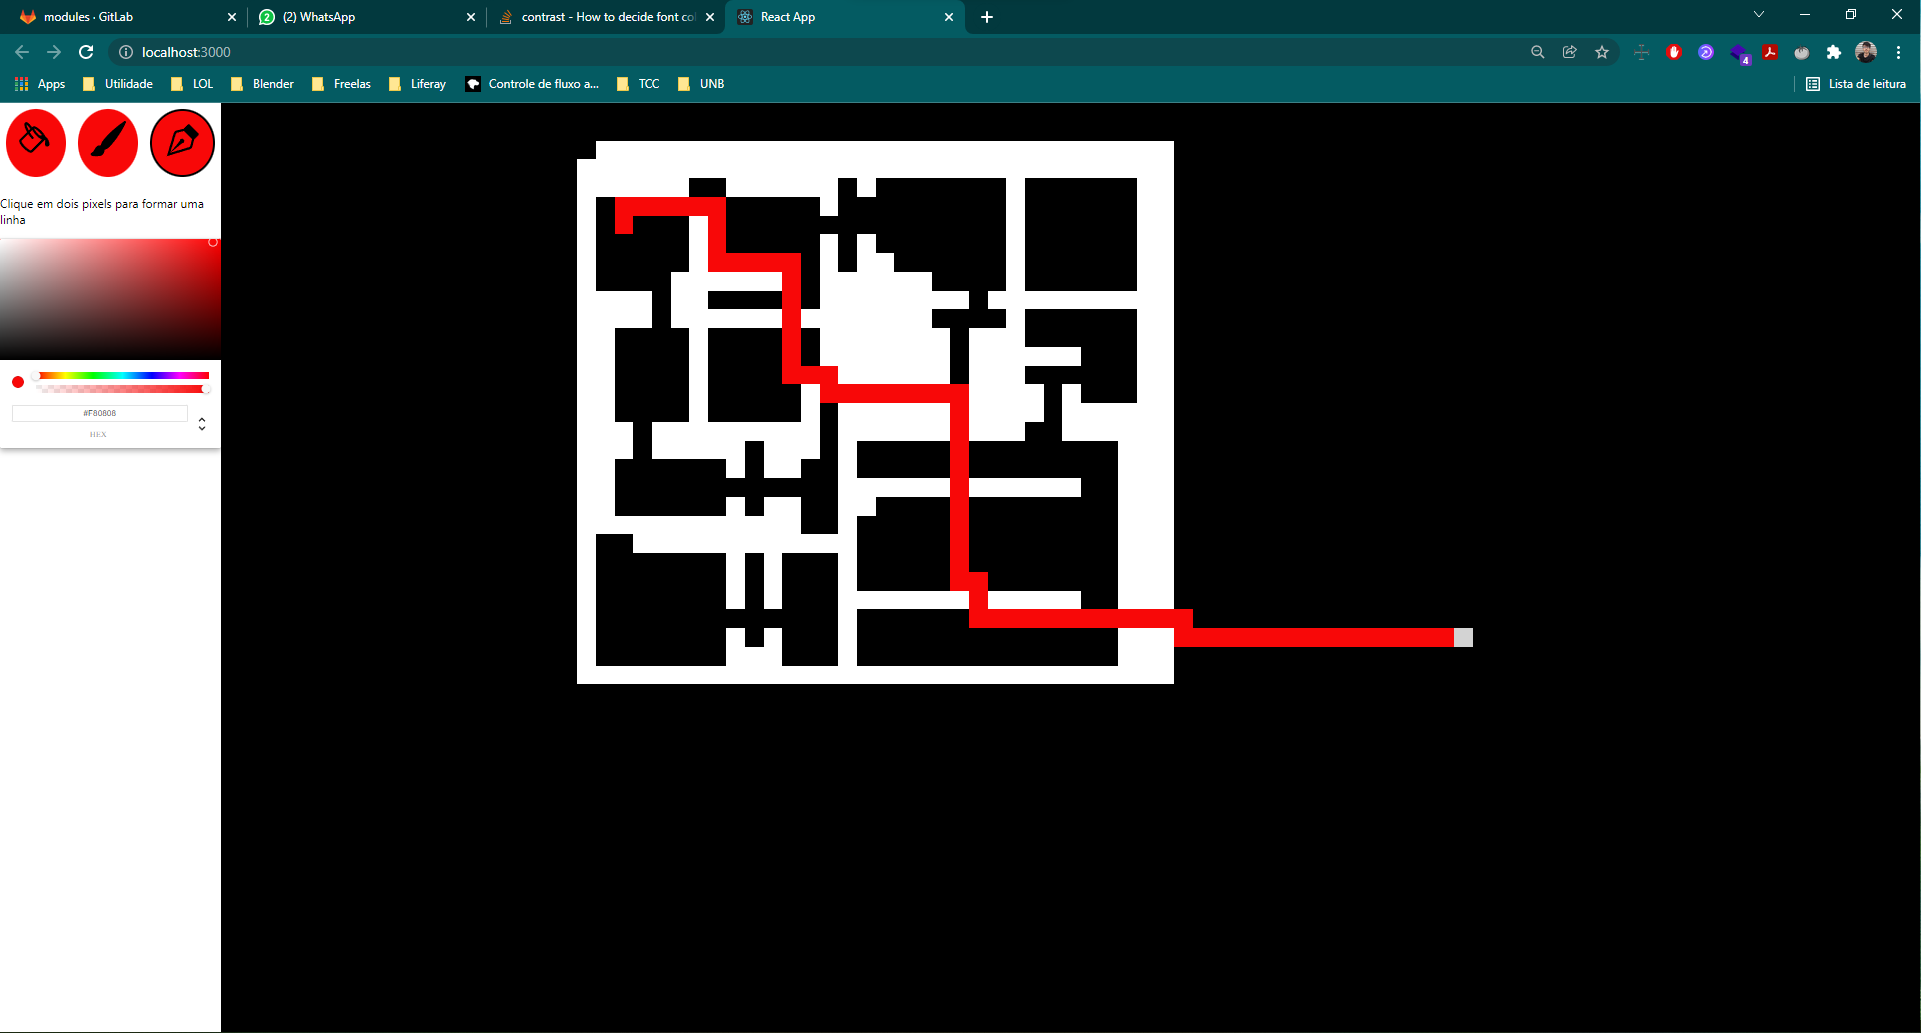 modules · GitLab
(2) WhatsApp
contrast - How to decide font co
React App
localhost:3000
4
Apps
Utilidade
LOL
Blender
Freelas
Liferay
Controle de fluxo a...
TCC
UNB
Lista de leitura
Clique em dois pixels para formar uma
linha
#F80808
HEX